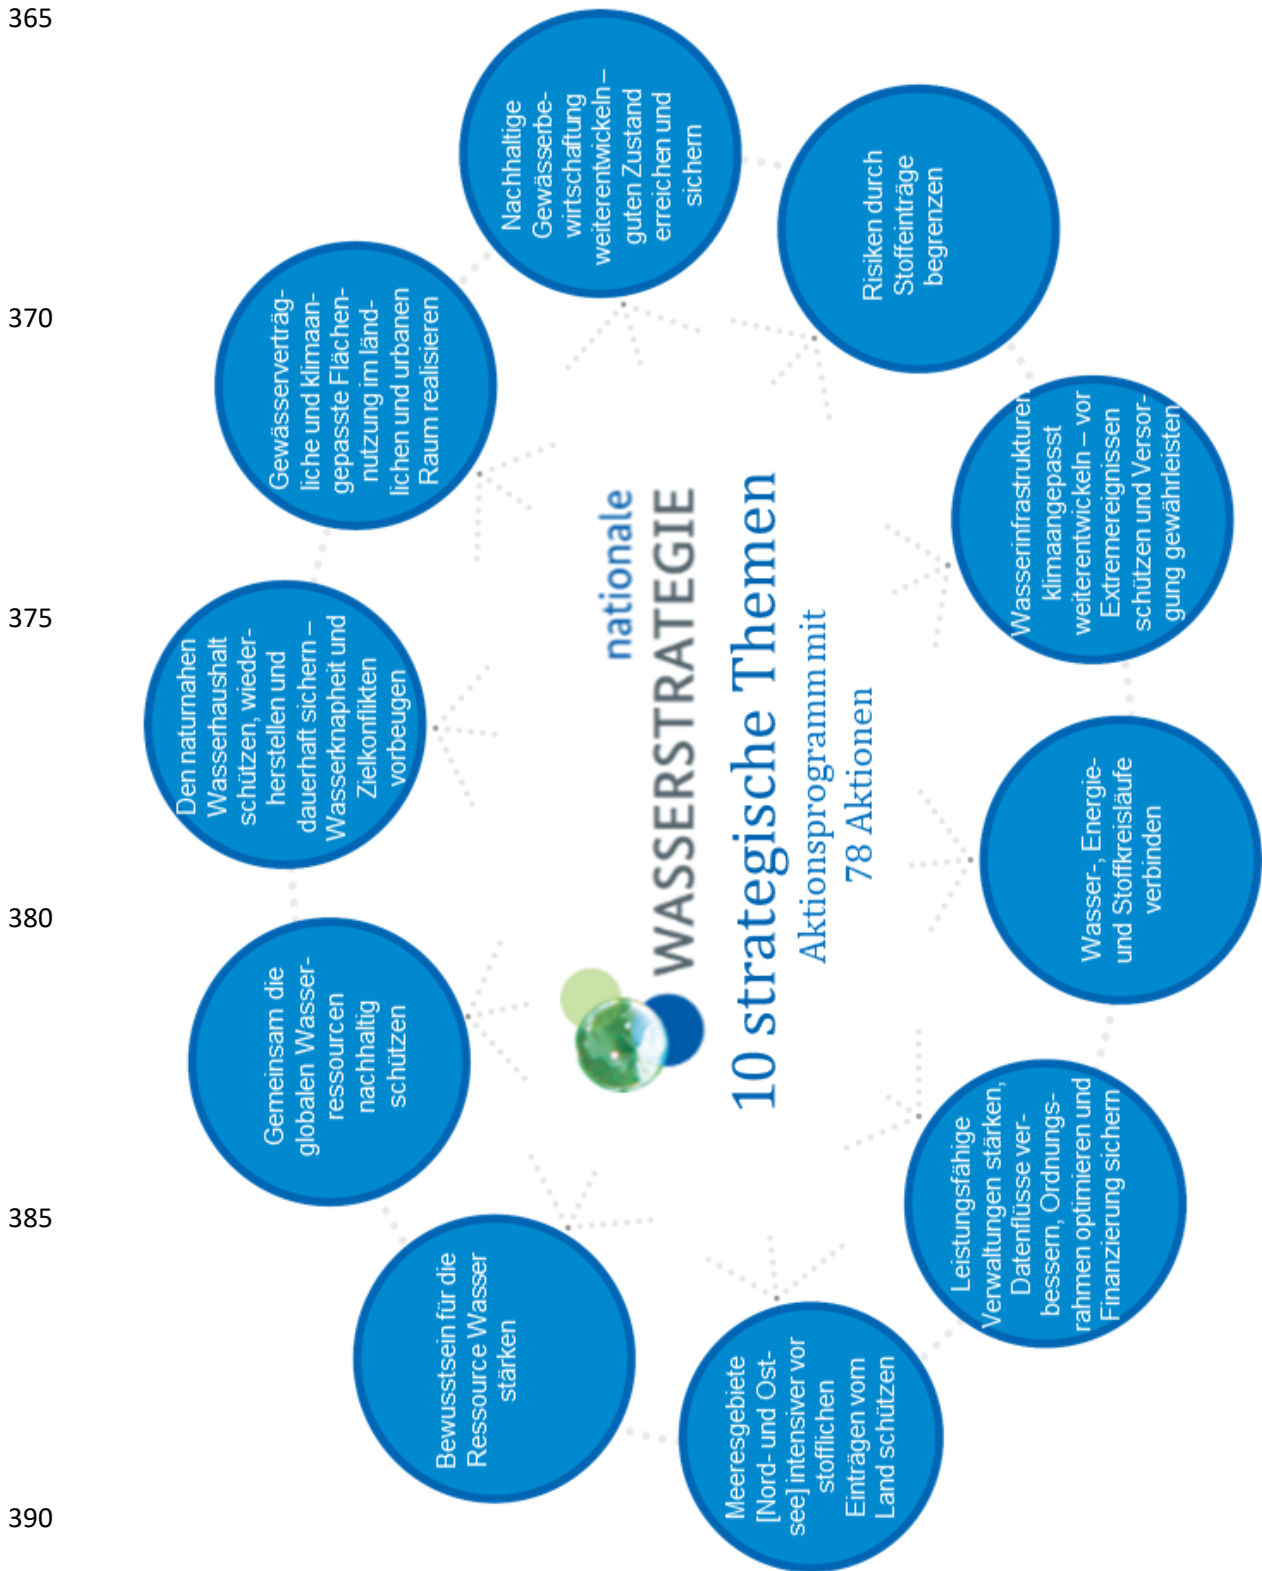 365
370
375
380
385
390
nationale
WASSERSTRATEGIE
10 strategische Themen
Aktionsprogramm mit
78 Aktionen
Den naturnahen
Wasserhaushalt
schützen, wieder-
herstellen und
dauerhaft sichern –
Wasserknapheit und
Zielkonflikten
vorbeugen
Gewässerverträg-
liche und klimaan-
gepasste Flächen-
nutzung im länd-
lichen und urbanen
Raum realisieren
Nachhaltige
Gewässerbe-
wirtschaftung
weiterentwickeln –
guten Zustand
erreichen und
sichern
Risiken durch
Stoffeinträge
begrenzen
Wasserinfrastrukturen
klimaangepasst
weiterentwickeln – vor
Extremereignissen
schützen und Versor-
gung gewährleisten
Wasser-, Energie-
und Stoffkreisläufe
verbinden
Leistungsfähige
Verwaltungen stärken,
Datenflüsse ver-
bessern, Ordnungs-
rahmen optimieren und
Finanzierung sichern
Meeresgebiete
[Nord- und Ost-
see] intensiver vor
stofflichen
Einträgen vom
Land schützen
Bewusstsein für die
Ressource Wasser
stärken
Gemeinsam die
globalen Wasser-
ressourcen
nachhaltig
schützen